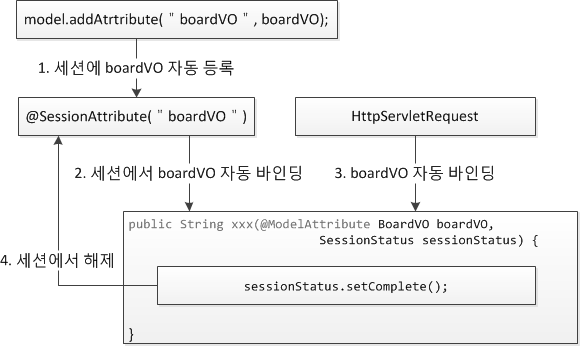 model.addAtrtribute( " boardVO " , boardVO);
1. 세션에 boardVO 자동 등록
@SessionAttribute( " boardVO " )
HttpServletRequest
2. 세션에서 boardVO 자동 바인딩
3. boardVO 자동 바인딩
public String xxx(@ModelAttribute BoardVO boardVO,
SessionStatus sessionStatus) {
4. 세션에서 해제
sessionStatus.setComplete();
}